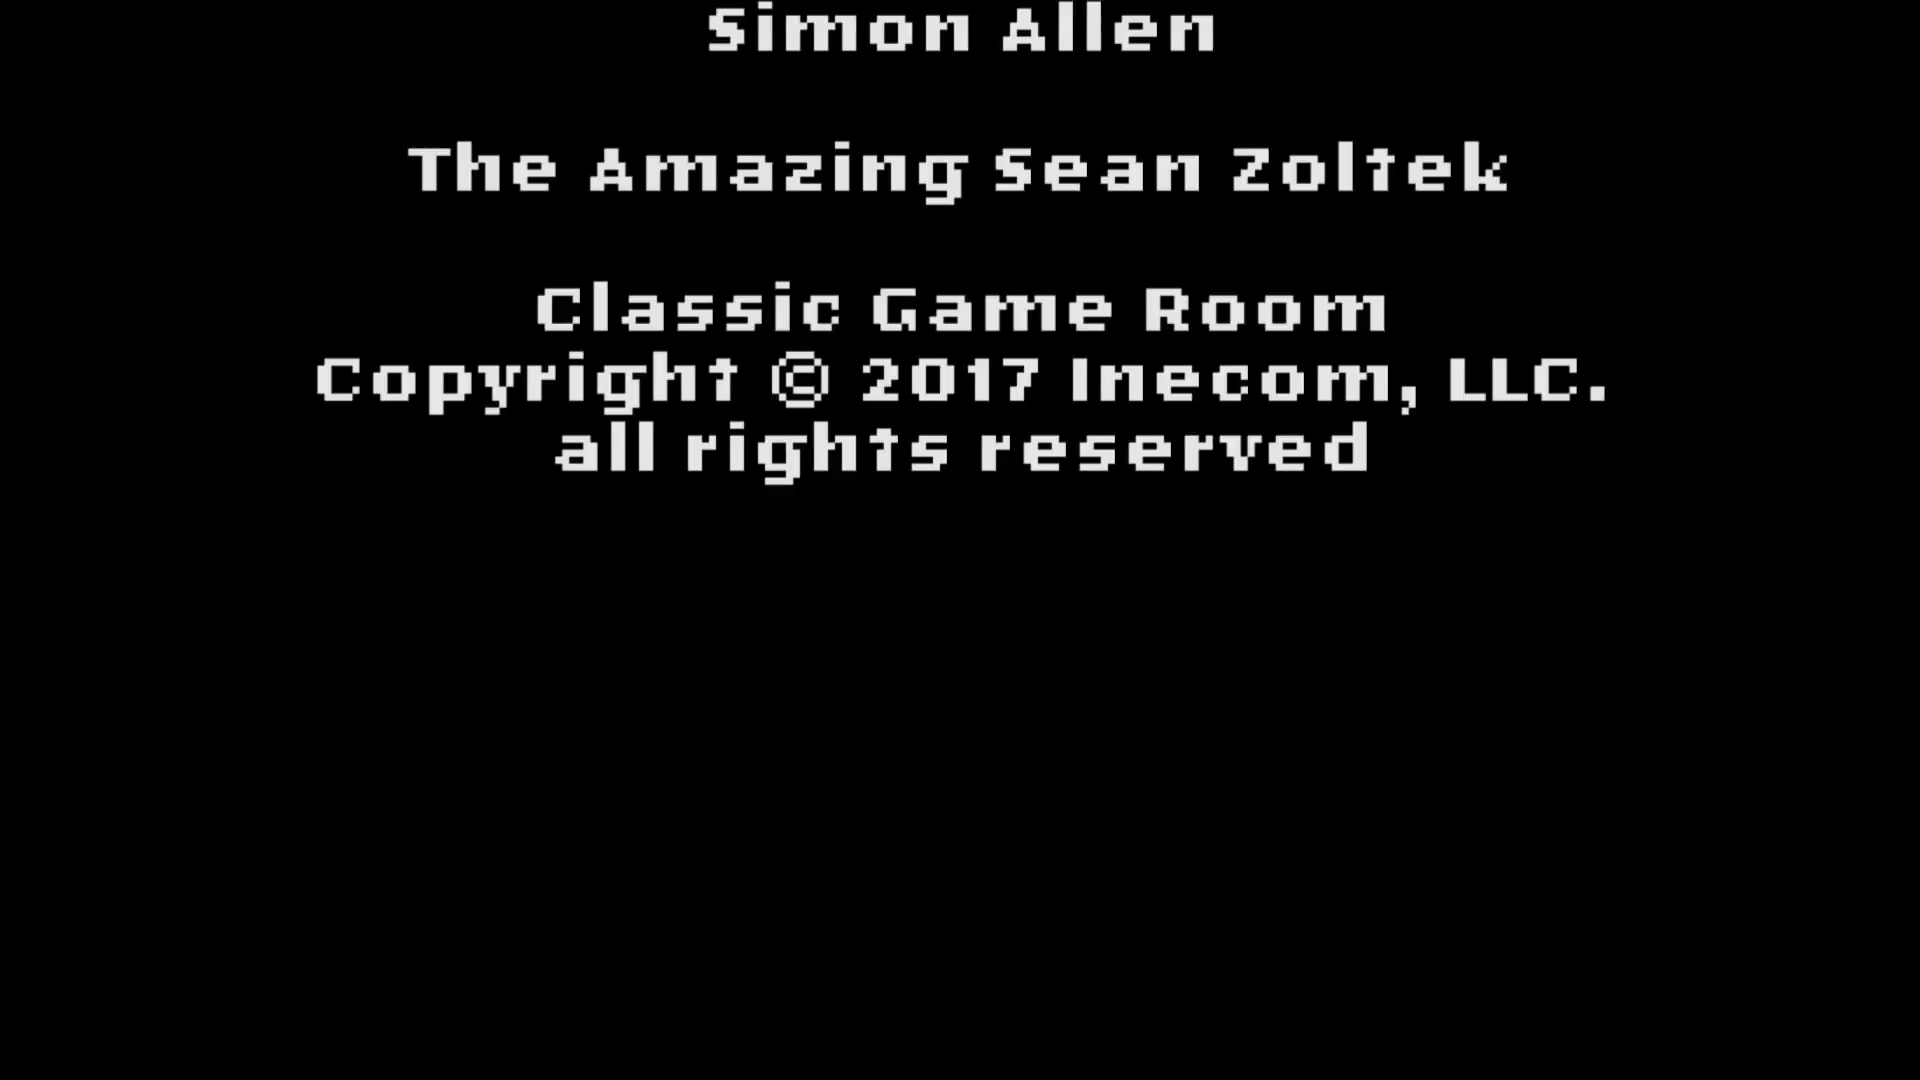 Simon Allen
The Amazing Sean Zoltek
Classic Game Room
Copyright © 2017 Inecom, LLC.
all rights reserved